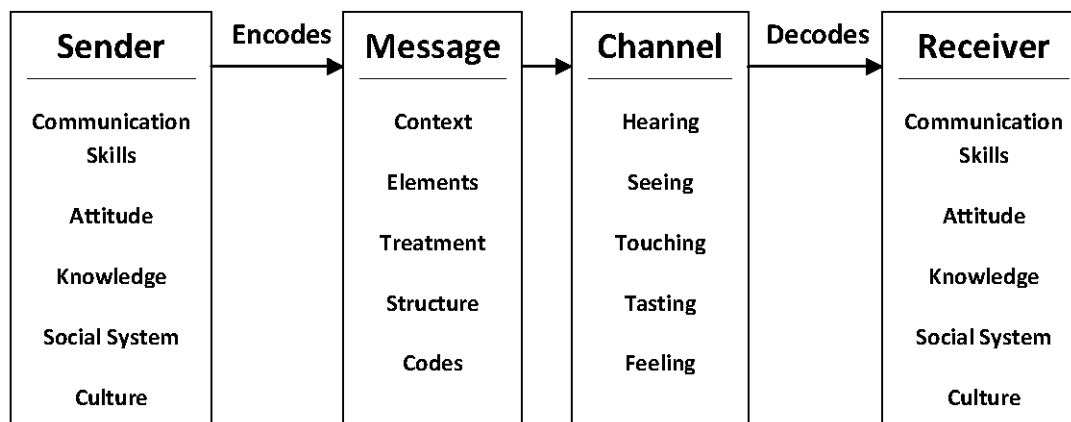 Sender
Encodes
Message
Channel
Decodes
Receiver
Communication
Skills
Attitude
Knowledge
Social System
Culture
Context
Elements
Treatment
Structure
Codes
Hearing
Seeing
Touching
Tasting
Feeling
Communication
Skills
Attitude
Knowledge
Social System
Culture